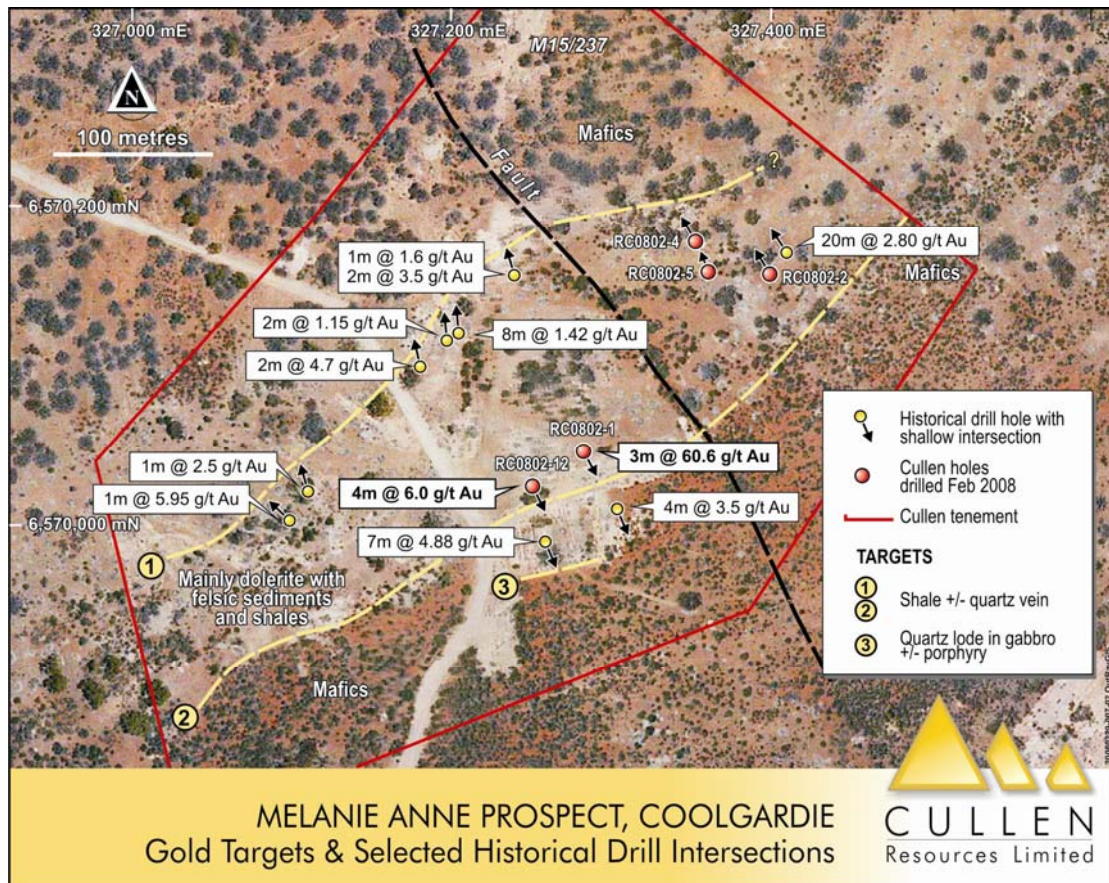 327,000 mE
327,200 mE
327,400 mE
M15/237
N
100 metres
Mafics
Fault
?
6,570,200 mN
RC0802-4
RC0802-5
RC0802-2
20m @ 2.80 g/t Au
Mafics
1m @ 1.6 g/t Au
2m @ 3.5 g/t Au
2m @ 1.15 g/t Au
8m @ 1.42 g/t Au
2m @ 4.7 g/t Au
RC0802-1
3m @ 60.6 g/t Au
RC0802-12
4m @ 6.0 g/t Au
1m @ 2.5 g/t Au
1m @ 5.95 g/t Au
4m @ 3.5 g/t Au
6,570,000 mN
7m @ 4.88 g/t Au
1
3
Mainly dolerite with
felsic sediments
and shales
Mafics
2
Historical drill hole with
shallow intersection
Cullen holes
drilled Feb 2008
Cullen tenement
TARGETS
1
2
Shale +/- quartz vein
3
Quartz lode in gabbro
+/- porphyry
MELANIE ANNE PROSPECT, COOLGARDIE
Gold Targets & Selected Historical Drill Intersections
CULLEN
Resources Limited